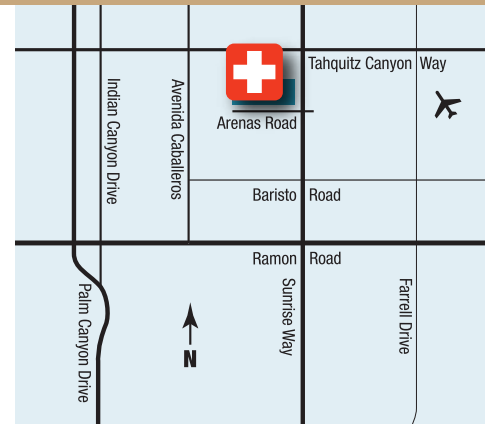 Tahquitz Canyon Way
Indian Canyon Drive
Avenida Caballeros
Arenas Road
Baristo Road
Ramon Road
Palm Canyon Drive
Sunrise Way
Farrell Drive
N